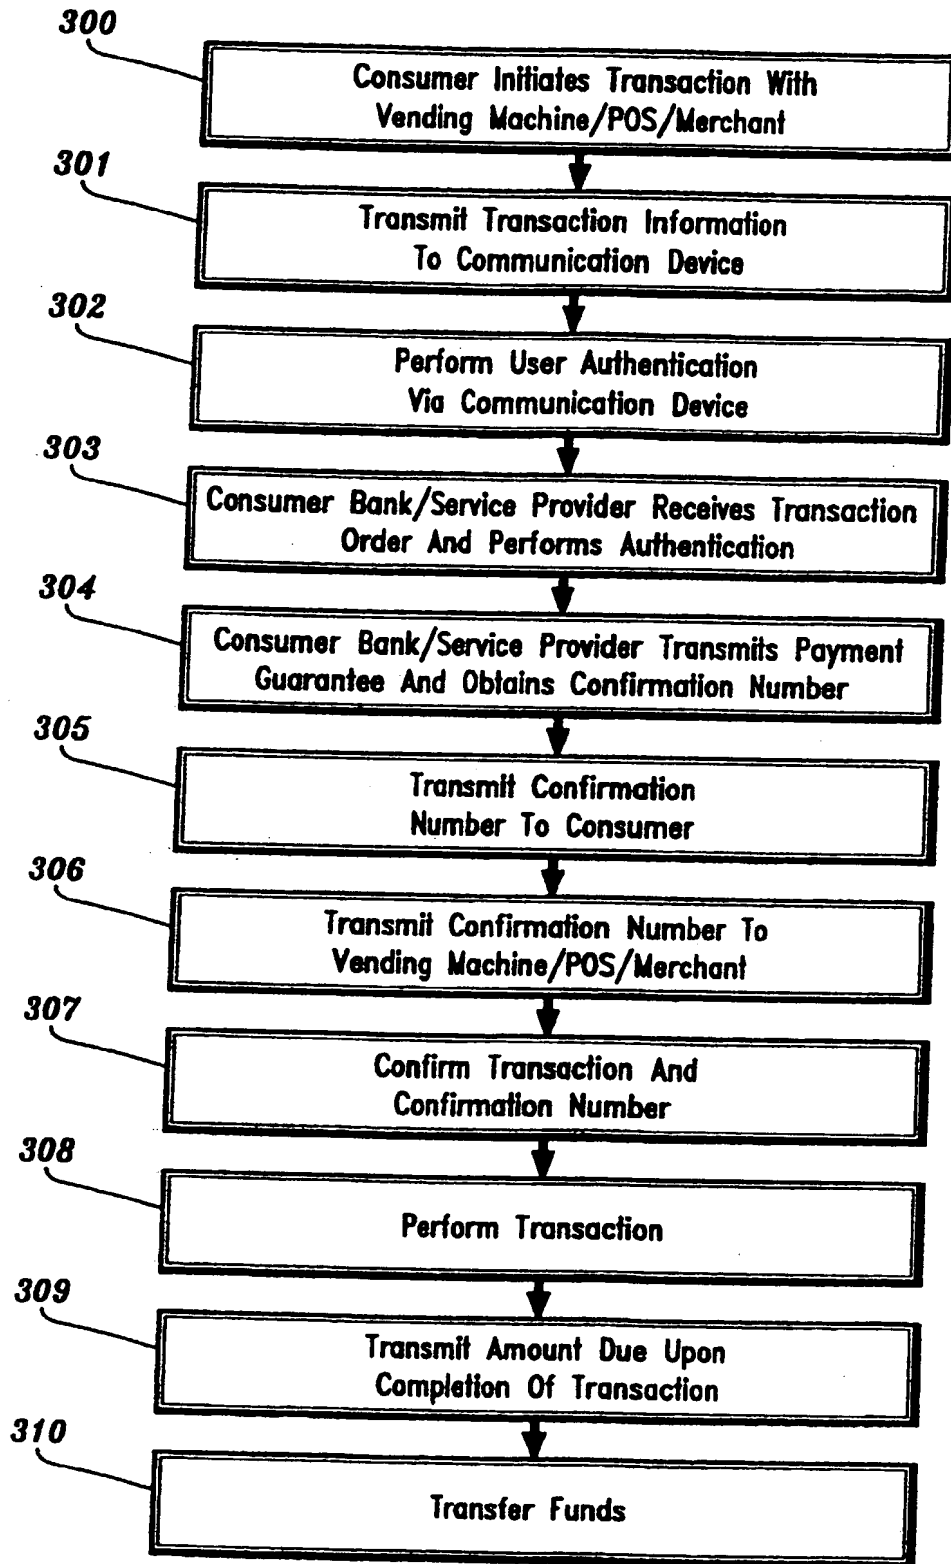 300
Consumer Initiates Transaction With
Vending Machine/POS/Merchant
301
Transmit Transaction Information
To Communication Device
302
Perform User Authentication
Via Communication Device
303
Consumer Bank/Service Provider Receives Transaction
Order And Performs Authentication
304
Consumer Bank/Service Provider Transmits Payment
Guarantee And Obtains Confirmation Number
305
Transmit Confirmation
Number To Consumer
306
Transmit Confirmation Number To
Vending Machine/POS/Merchant
307
Confirm Transaction And
Confirmation Number
308
Perform Transaction
309
Transmit Amount Due Upon
Completion Of Transaction
310
Transfer Funds